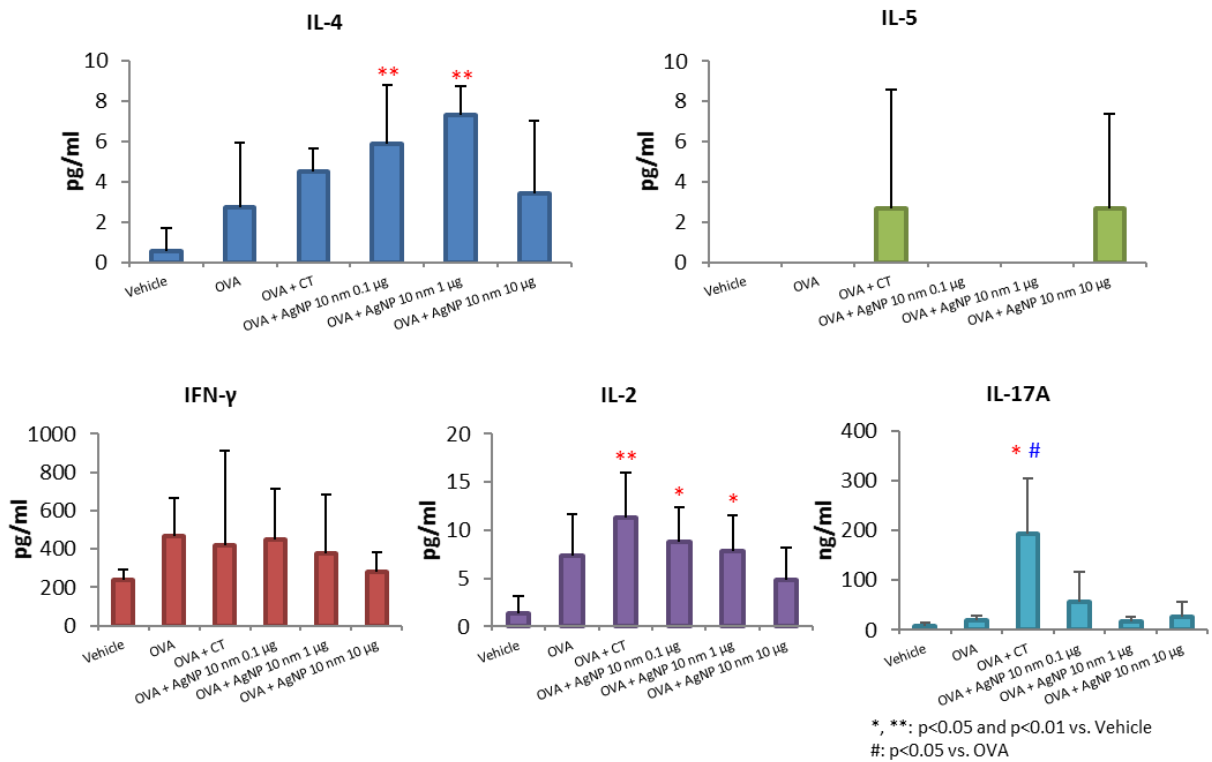 IL-4
pg/ml
10
8
6
4
2
0
** **
Vehicle
OVA
OVA + CT
OVA + AgNP 10 nm 0.1 µg
OVA + AgNP 10 nm 1 µg
OVA + AgNP 10 nm 10 µg
IL-5
pg/ml
10
8
6
4
2
0
Vehicle
OVA
OVA + CT
OVA + AgNP 10 nm 0.1 µg
OVA + AgNP 10 nm 1 µg
OVA + AgNP 10 nm 10 µg
IFN-γ
pg/ml
1000
800
600
400
200
0
Vehicle
OVA
OVA + CT
OVA + AgNP 10 nm 0.1 µg
OVA + AgNP 10 nm 1 µg
OVA + AgNP 10 nm 10 µg
IL-2
pg/ml
20
15
10
5
0
** * *
Vehicle
OVA
OVA + CT
OVA + AgNP 10 nm 0.1 µg
OVA + AgNP 10 nm 1 µg
OVA + AgNP 10 nm 10 µg
IL-17A
ng/ml
400
300
200
100
0
* #
Vehicle
OVA
OVA + CT
OVA + AgNP 10 nm 0.1 µg
OVA + AgNP 10 nm 1 µg
OVA + AgNP 10 nm 10 µg
*, **: p<0.05 and p<0.01 vs. Vehicle
#: p<0.05 vs. OVA